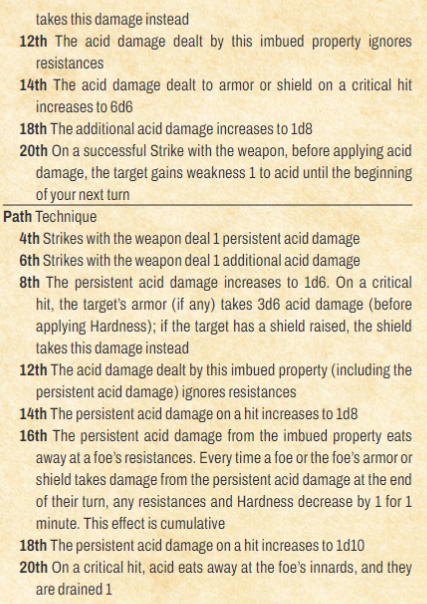 takes this damage instead
12th The acid damage dealt by this imbued property ignores
resistances
14th The acid damage dealt to armor or shield on a critical hit
increases to 6d6
18th The additional acid damage increases to 1d8
20th On a successful Strike with the weapon, before applying acid
damage, the target gains weakness 1 to acid until the beginning
of your next turn
Path Technique
4th Strikes with the weapon deal 1 persistent acid damage
6th Strikes with the weapon deal 1 additional acid damage
8th The persistent acid damage increases to 1d6. On a critical
hit, the target's armor (if any) takes 3d6 acid damage (before
applying Hardness); if the target has a shield raised, the shield
takes this damage instead
12th The acid damage dealt by this imbued property (including the
persistent acid damage) ignores resistances
14th The persistent acid damage on a hit increases to 1d8
16th The persistent acid damage from the imbued property eats
away at a foe's resistances. Every time a foe or the foe's armor or
shield takes damage from the persistent acid damage at the end
of their turn, any resistances and Hardness decrease by 1 for 1
minute. This effect is cumulative
18th The persistent acid damage on a hit increases to 1d10
20th On a critical hit, acid eats away at the foe's innards, and they
are drained 1